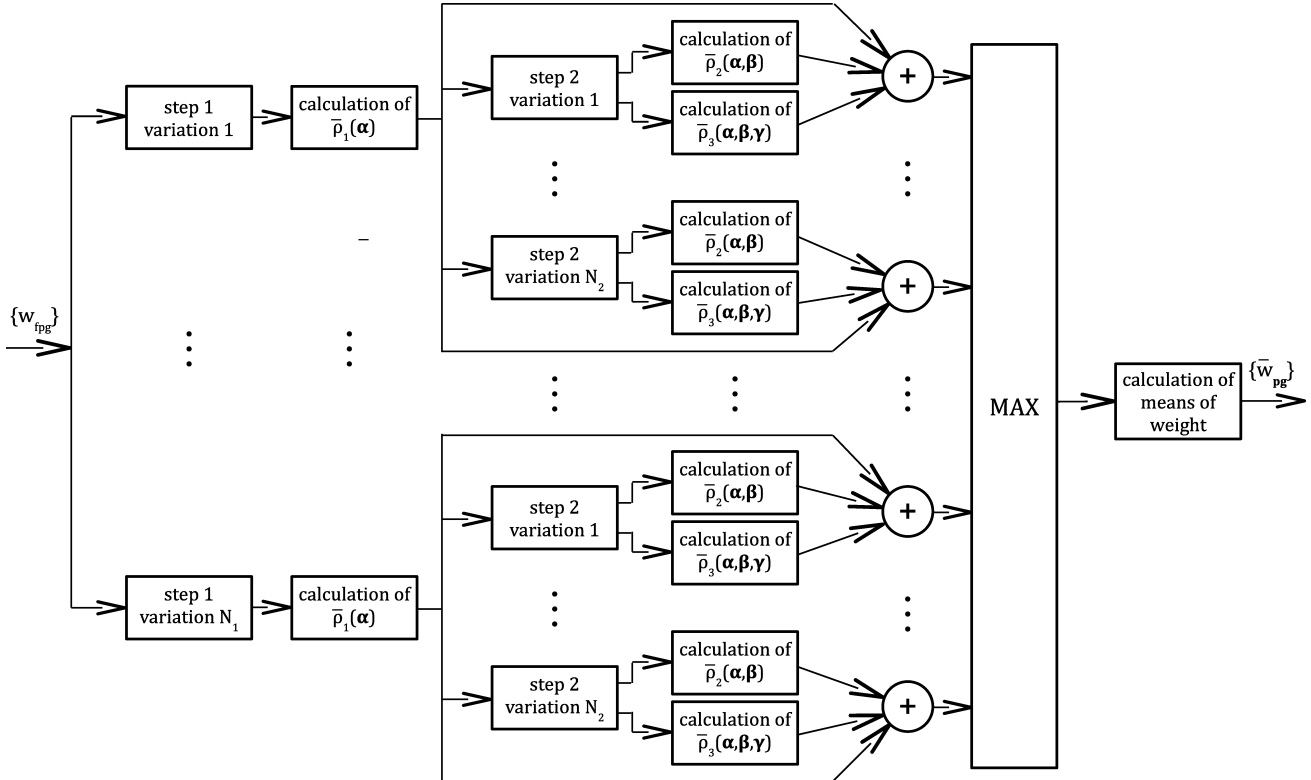 {w_fpg}
step 1
variation 1
calculation of
ρ̅₁(α)
step 2
variation 1
calculation of
ρ̅₂(α,β)
calculation of
ρ̅₃(α,β,γ)
+
step 2
variation N₂
calculation of
ρ̅₂(α,β)
calculation of
ρ̅₃(α,β,γ)
+
step 1
variation N₁
calculation of
ρ̅₁(α)
step 2
variation 1
calculation of
ρ̅₂(α,β)
calculation of
ρ̅₃(α,β,γ)
+
step 2
variation N₂
calculation of
ρ̅₂(α,β)
calculation of
ρ̅₃(α,β,γ)
+
MAX
calculation of
means of
weight
{w̅_pg}